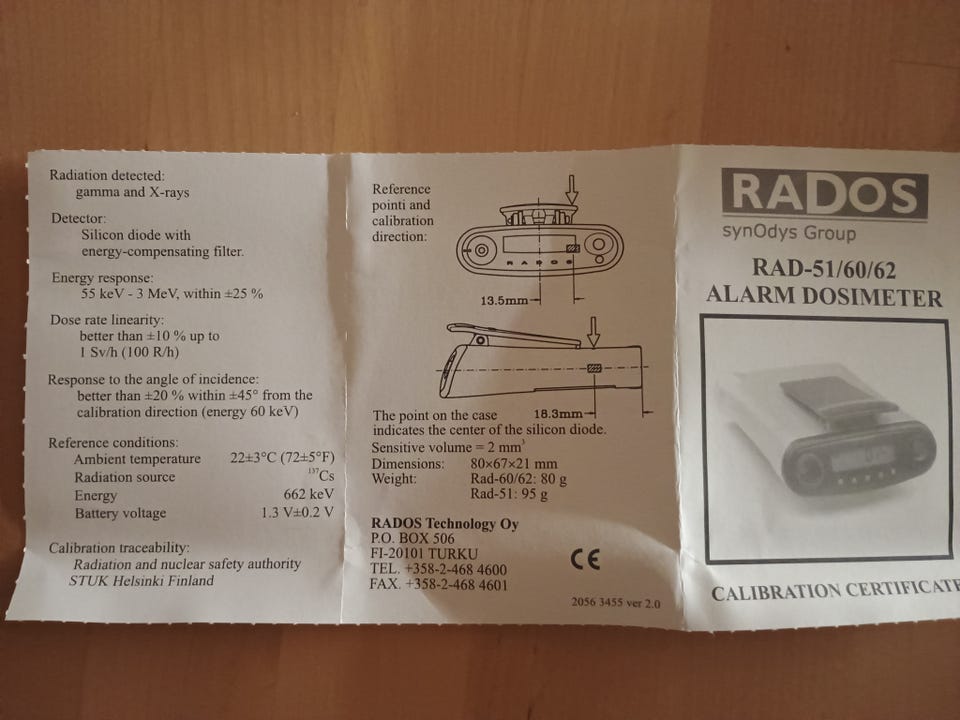 Radiation detected:
gamma and X-rays
Detector:
Silicon diode with
energy-compensating filter.
Energy response:
55 keV - 3 MeV, within ±25 %
Dose rate linearity:
better than ±10 % up to
1 Sv/h (100 R/h)
Response to the angle of incidence:
better than ±20 % within ±45° from the
calibration direction (energy 60 keV)
Reference conditions:
Ambient temperature 22±3°C (72±5°F)
Radiation source ¹³⁷Cs
Energy 662 keV
Battery voltage 1.3 V±0.2 V
Calibration traceability:
Radiation and nuclear safety authority
STUK Helsinki Finland
Reference
pointi and
calibration
direction:
RADOS
13.5mm
18.3mm
The point on the case
indicates the center of the silicon diode.
Sensitive volume = 2 mm³
Dimensions: 80×67×21 mm
Weight: Rad-60/62: 80 g
Rad-51: 95 g
RADOS Technology Oy
P.O. BOX 506
FI-20101 TURKU
TEL. +358-2-468 4600
FAX. +358-2-468 4601
CE
2056 3455 ver 2.0
RADOS
synOdys Group
RAD-51/60/62
ALARM DOSIMETER
CALIBRATION CERTIFICATE